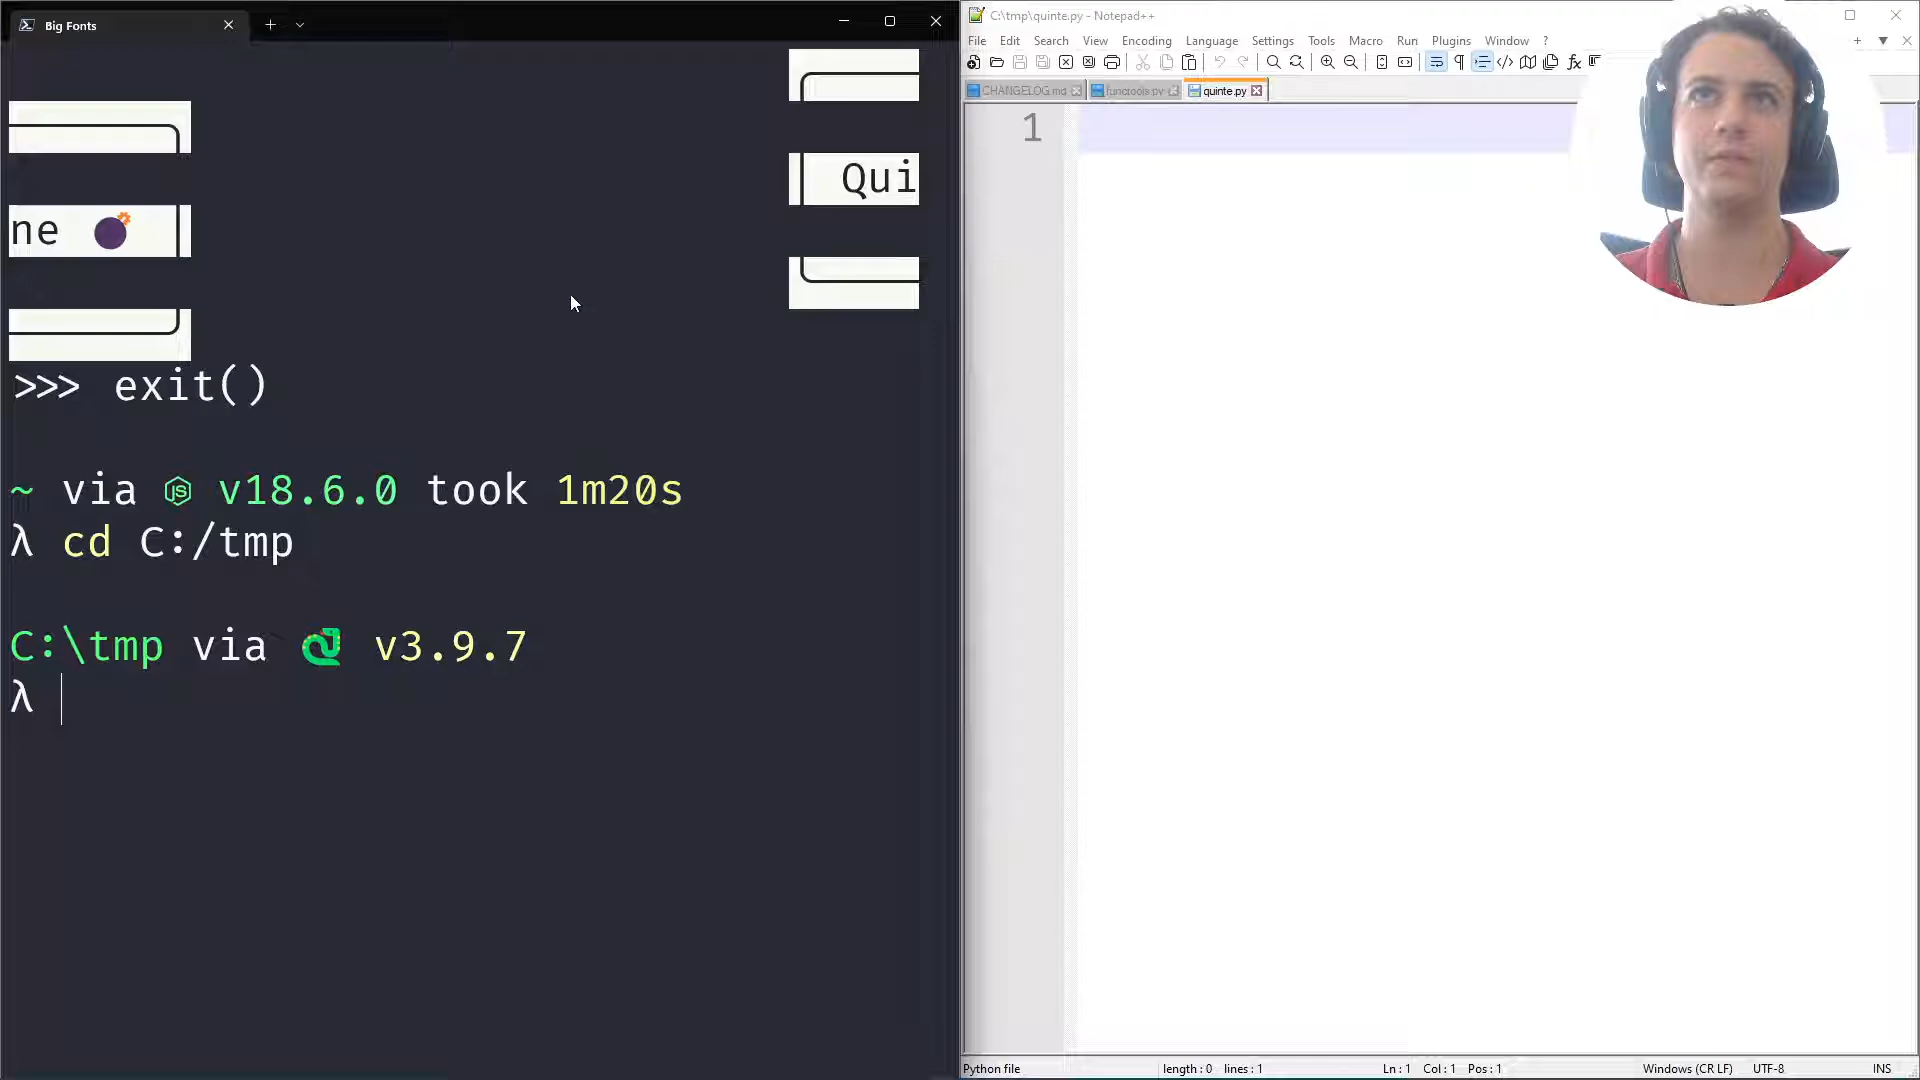 Big Fonts
Qui
ne
>>> exit()
~ via JS v18.6.0 took 1m20s
λ cd C:/tmp
C:\tmp via v3.9.7
λ
C:\tmp\quinte.py - Notepad++
File Edit Search View Encoding Language Settings Tools Macro Run Plugins Window ?
CHANGELOG.md functools.py quinte.py
1
Python file length : 0 lines : 1 Ln : 1 Col : 1 Pos : 1 Windows (CR LF) UTF-8 INS